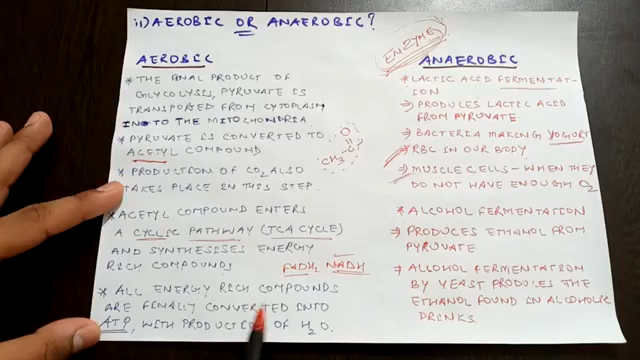 ii) AEROBIC OR ANAEROBIC?
AEROBIC
* THE FINAL PRODUCT OF
GLYCOLYSIS, PYRUVATE IS
TRANSPORTED FROM CYTOPLASM
INTO THE MITOCHONDRIA.
* PYRUVATE IS CONVERTED TO
ACETYL COMPOUND
O
||
CH3 - C -
* PRODUCTION OF CO2 ALSO
TAKES PLACE IN THIS STEP.
* ACETYL COMPOUND ENTERS
A CYCLIC PATHWAY (TCA CYCLE)
AND SYNTHESISES ENERGY
RICH COMPOUNDS
FADH2 NADH
* ALL ENERGY RICH COMPOUNDS
ARE FINALLY CONVERTED INTO
ATP, WITH PRODUCTION OF H2O.
ENZYMES
ANAEROBIC
* LACTIC ACID FERMENTAT-
ION
⇒ PRODUCES LACTIC ACID
FROM PYRUVATE.
⇒ BACTERIA MAKING YOGURT
⇒ RBC IN OUR BODY
⇒ MUSCLE CELLS - WHEN THEY
DO NOT HAVE ENOUGH O2
* ALCOHOL FERMENTATION
⇒ PRODUCES ETHANOL FROM
PYRUVATE
⇒ ALCOHOL FERMENTATION
BY YEAST PRODUCES THE
ETHANOL FOUND IN ALCOHOLIC
DRINKS.